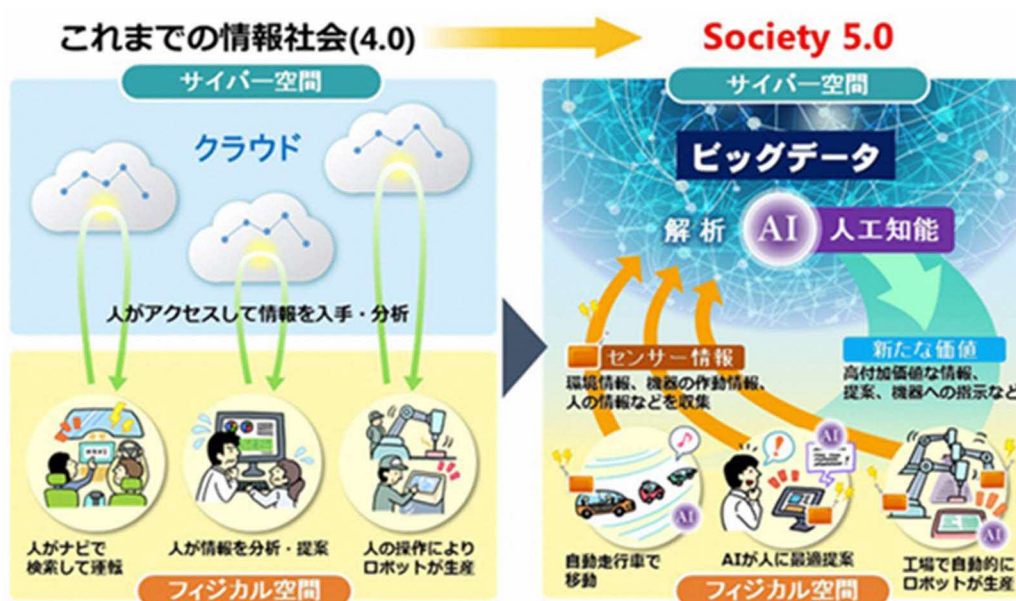 これまでの情報社会(4.0)
サイバー空間
クラウド
人がアクセスして情報を入手・分析
人がナビで
検索して運転
人が情報を分析・提案
人の操作により
ロボットが生産
フィジカル空間
Society 5.0
サイバー空間
ビッグデータ
解析
AI
人工知能
センサー情報
環境情報、機器の作動情報、
人の情報などを収集
新たな価値
高付加価値な情報、
提案、機器への指示など
AI
AI
AI
自動走行車で
移動
AIが人に最適提案
工場で自動的に
ロボットが生産
フィジカル空間